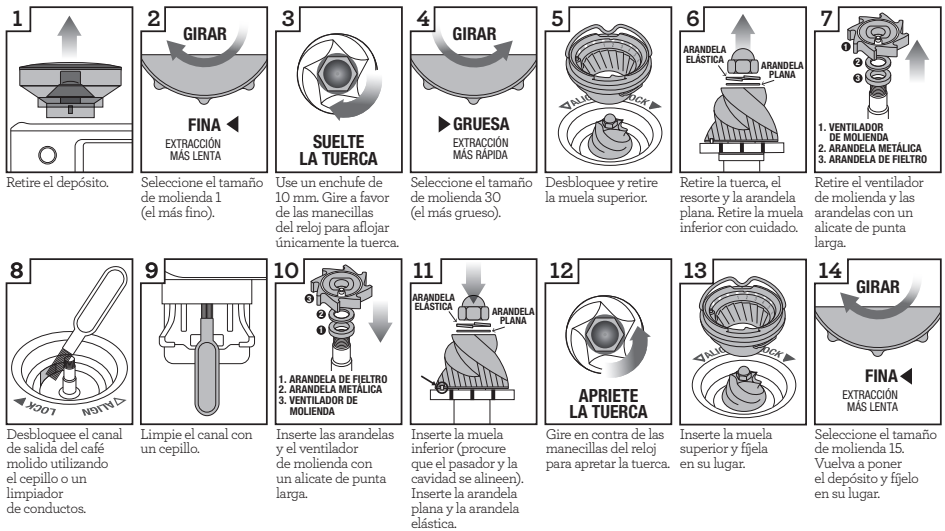 1
Retire el depósito.
2
GIRAR
FINA ◀
EXTRACCIÓN
MÁS LENTA
Seleccione el tamaño
de molienda 1
(el más fino).
3
SUELTE
LA TUERCA
Use un enchufe de
10 mm. Gire a favor
de las manecillas
del reloj para aflojar
únicamente la tuerca.
4
GIRAR
▶ GRUESA
EXTRACCIÓN
MÁS RÁPIDA
Seleccione el tamaño
de molienda 30
(el más grueso).
5
ALIG
OCK
Desbloquee y retire
la muela superior.
6
ARANDELA
ELÁSTICA
ARANDELA
PLANA
Retire la tuerca, el
resorte y la arandela
plana. Retire la muela
inferior con cuidado.
7
1
2
3
1. VENTILADOR
DE MOLIENDA
2. ARANDELA METÁLICA
3. ARANDELA DE FIELTRO
Retire el ventilador
de molienda y las
arandelas con un
alicate de punta
larga.
8
LOCK
ALIGN
Desbloquee el canal
de salida del café
molido utilizando
el cepillo o un
limpiador
de conductos.
9
Limpie el canal con
un cepillo.
10
3
2
1
1. ARANDELA DE FIELTRO
2. ARANDELA METÁLICA
3. VENTILADOR DE
MOLIENDA
Inserte las arandelas
y el ventilador
de molienda con
un alicate de punta
larga.
11
ARANDELA
ELÁSTICA
ARANDELA
PLANA
Inserte la muela
inferior (procure
que el pasador y la
cavidad se alineen).
Inserte la arandela
plana y la arandela
elástica.
12
APRIETE
LA TUERCA
Gire en contra de las
manecillas del reloj
para apretar la tuerca.
13
ALIG
OCK
Inserte la muela
superior y fíjela
en su lugar.
14
GIRAR
FINA ◀
EXTRACCIÓN
MÁS LENTA
Seleccione el tamaño
de molienda 15.
Vuelva a poner
el depósito y fíjelo
en su lugar.